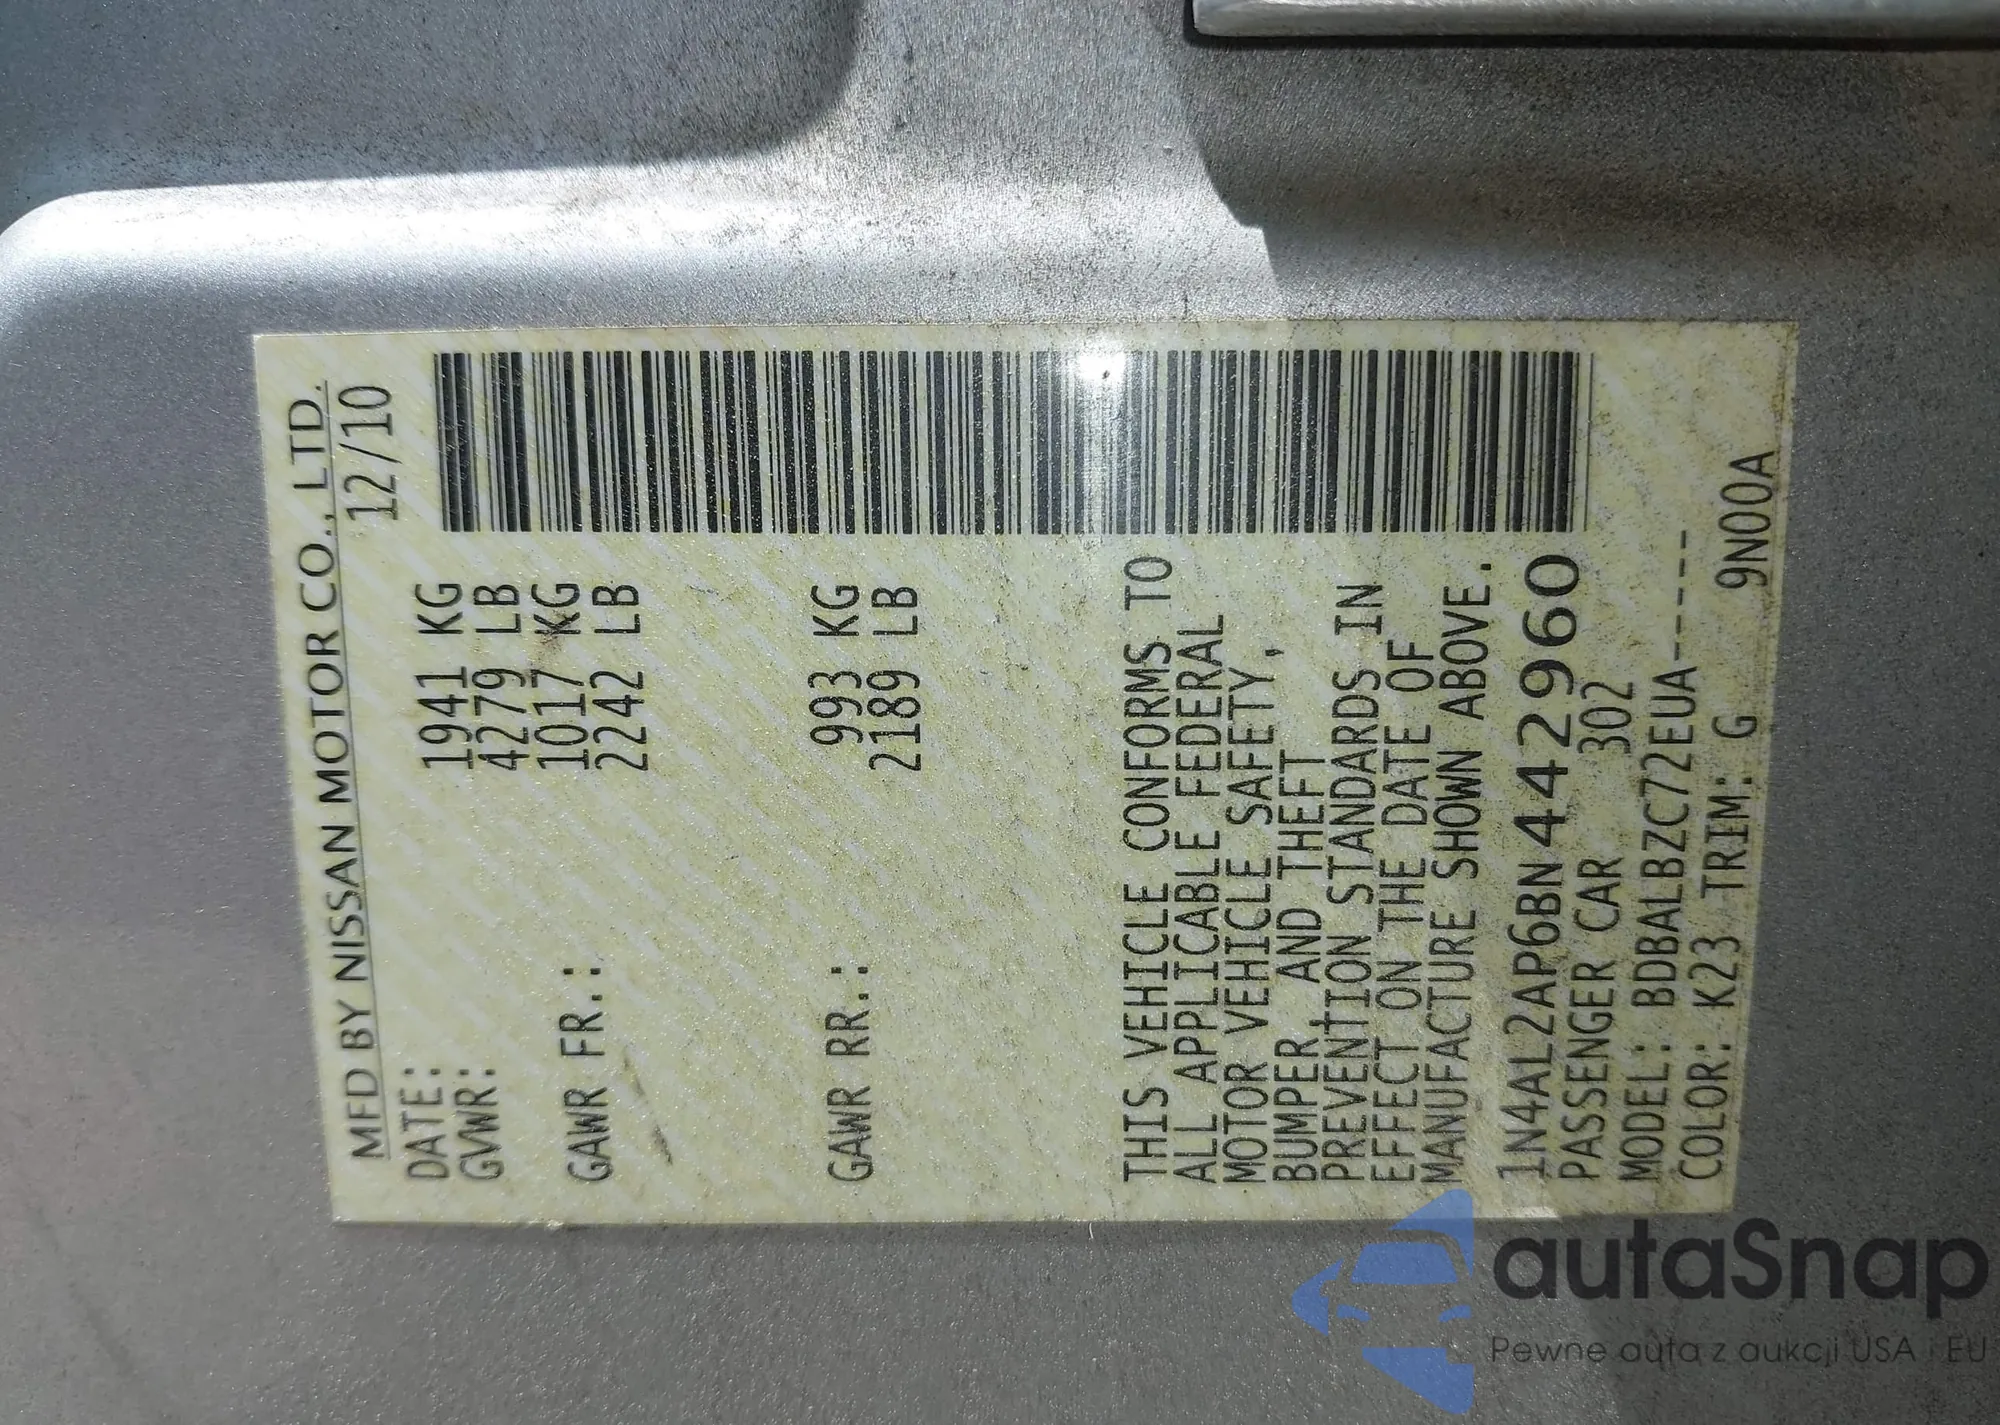 MFD BY NISSAN MOTOR CO., LTD.
DATE: 12/10
GVWR: 1941 KG
4279 LB
GAWR FR.: 1017 KG
2242 LB
GAWR RR.: 993 KG
2189 LB
THIS VEHICLE CONFORMS TO
ALL APPLICABLE FEDERAL
MOTOR VEHICLE SAFETY,
BUMPER AND THEFT
PREVENTION STANDARDS IN
EFFECT ON THE DATE OF
MANUFACTURE SHOWN ABOVE.
1N4AL2AP6BN442960
PASSENGER CAR 302
MODEL: BDBALBZC72EUA-----
COLOR: K23 TRIM: G 9N00A
autaSnap
Pewne auta z aukcji USA i EU